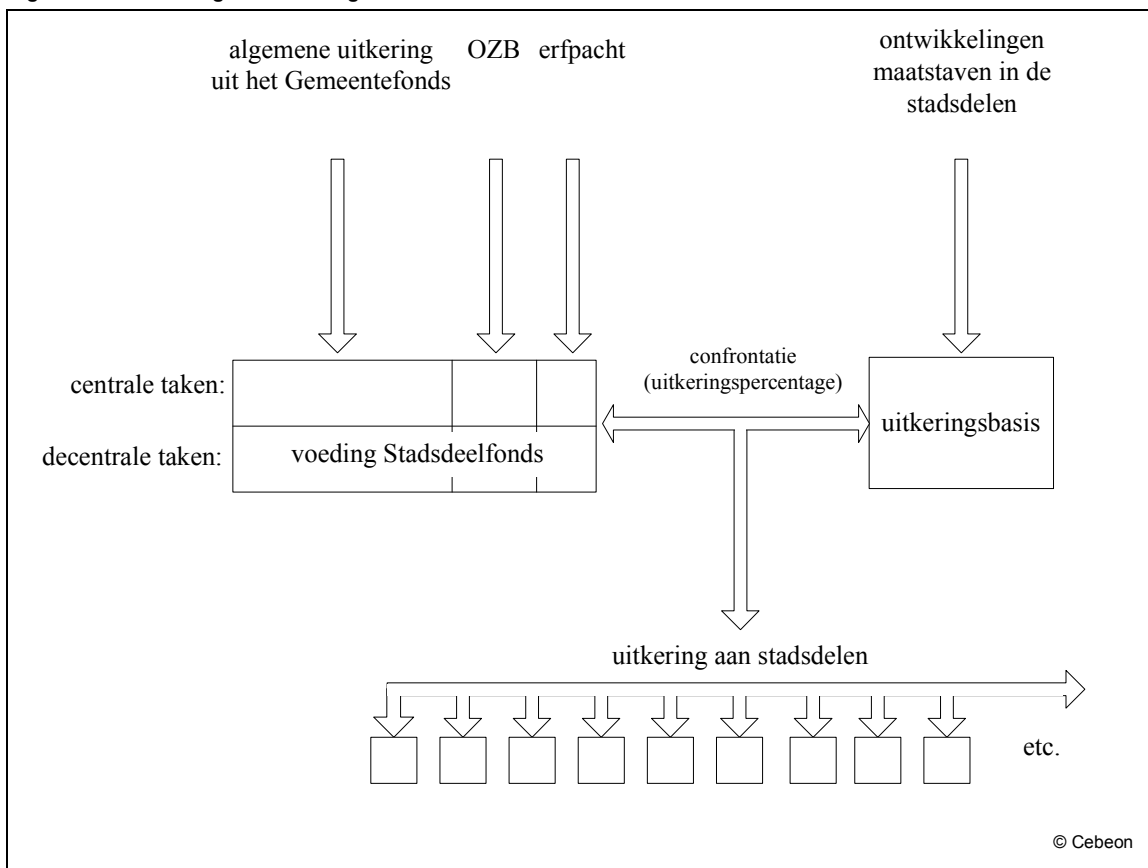 algemene uitkering
uit het Gemeentefonds
OZB
erfpacht
ontwikkelingen
maatstaven in de
stadsdelen
centrale taken:
confrontatie
(uitkeringspercentage)
uitkeringsbasis
decentrale taken:
voeding Stadsdeelfonds
uitkering aan stadsdelen
etc.
© Cebeon